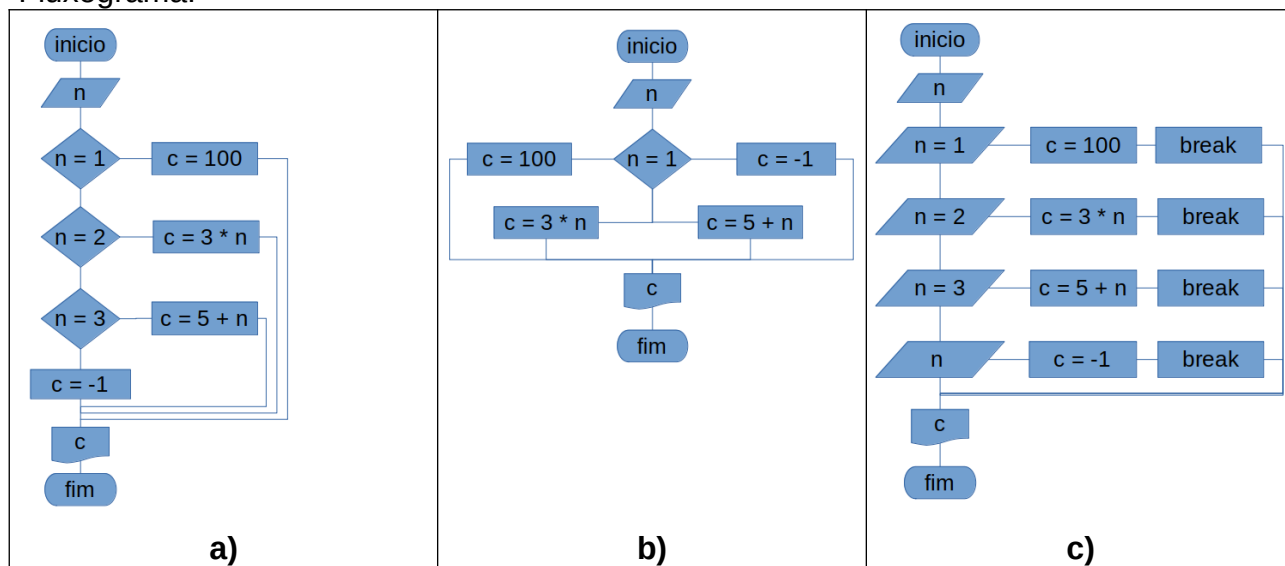 Fluxograma:
inicio
n
n = 1
c = 100
n = 2
c = 3 * n
n = 3
c = 5 + n
c = -1
c
fim
a)
inicio
n
c = 100
n = 1
c = -1
c = 3 * n
c = 5 + n
c
fim
b)
inicio
n
n = 1
c = 100
break
n = 2
c = 3 * n
break
n = 3
c = 5 + n
break
n
c = -1
break
c
fim
c)